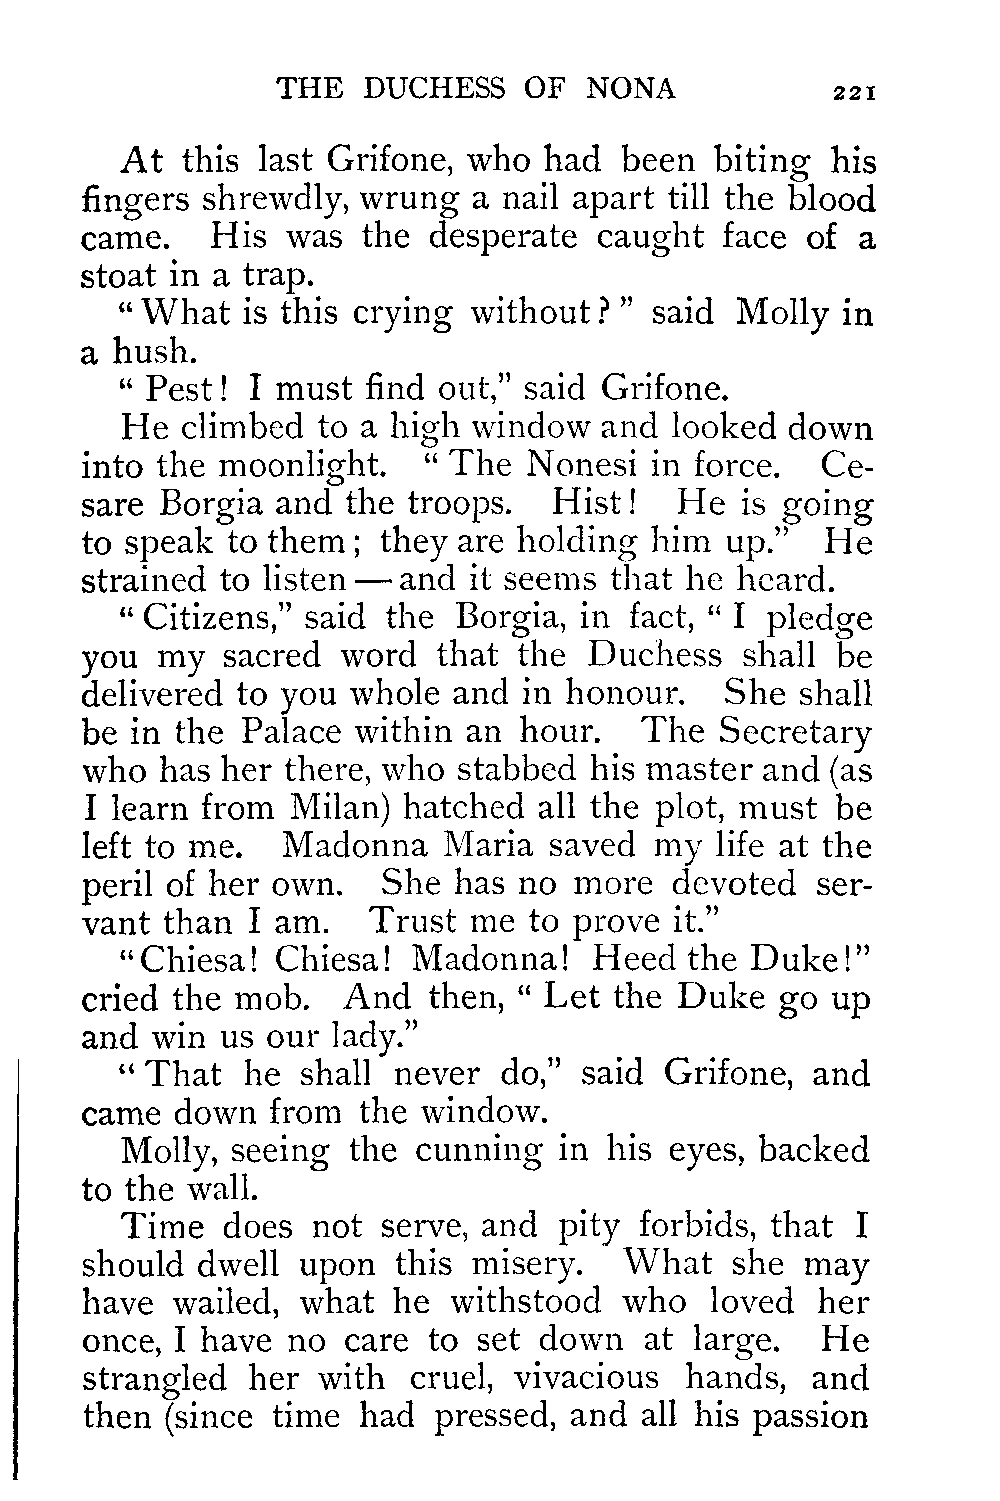 THE DUCHESS OF NONA 221
At this last Grifone, who had been biting his
fingers shrewdly, wrung a nail apart till the blood
came. His was the desperate caught face of a
stoat in a trap.
“What is this crying without?” said Molly in
a hush.
“Pest! I must find out,” said Grifone.
He climbed to a high window and looked down
into the moonlight. “The Nonesi in force. Ce-
sare Borgia and the troops. Hist! He is going
to speak to them; they are holding him up.” He
strained to listen — and it seems that he heard.
“Citizens,” said the Borgia, in fact, “I pledge
you my sacred word that the Duchess shall be
delivered to you whole and in honour. She shall
be in the Palace within an hour. The Secretary
who has her there, who stabbed his master and (as
I learn from Milan) hatched all the plot, must be
left to me. Madonna Maria saved my life at the
peril of her own. She has no more devoted ser-
vant than I am. Trust me to prove it.”
“Chiesa! Chiesa! Madonna! Heed the Duke!”
cried the mob. And then, “Let the Duke go up
and win us our lady.”
“That he shall never do,” said Grifone, and
came down from the window.
Molly, seeing the cunning in his eyes, backed
to the wall.
Time does not serve, and pity forbids, that I
should dwell upon this misery. What she may
have wailed, what he withstood who loved her
once, I have no care to set down at large. He
strangled her with cruel, vivacious hands, and
then (since time had pressed, and all his passion